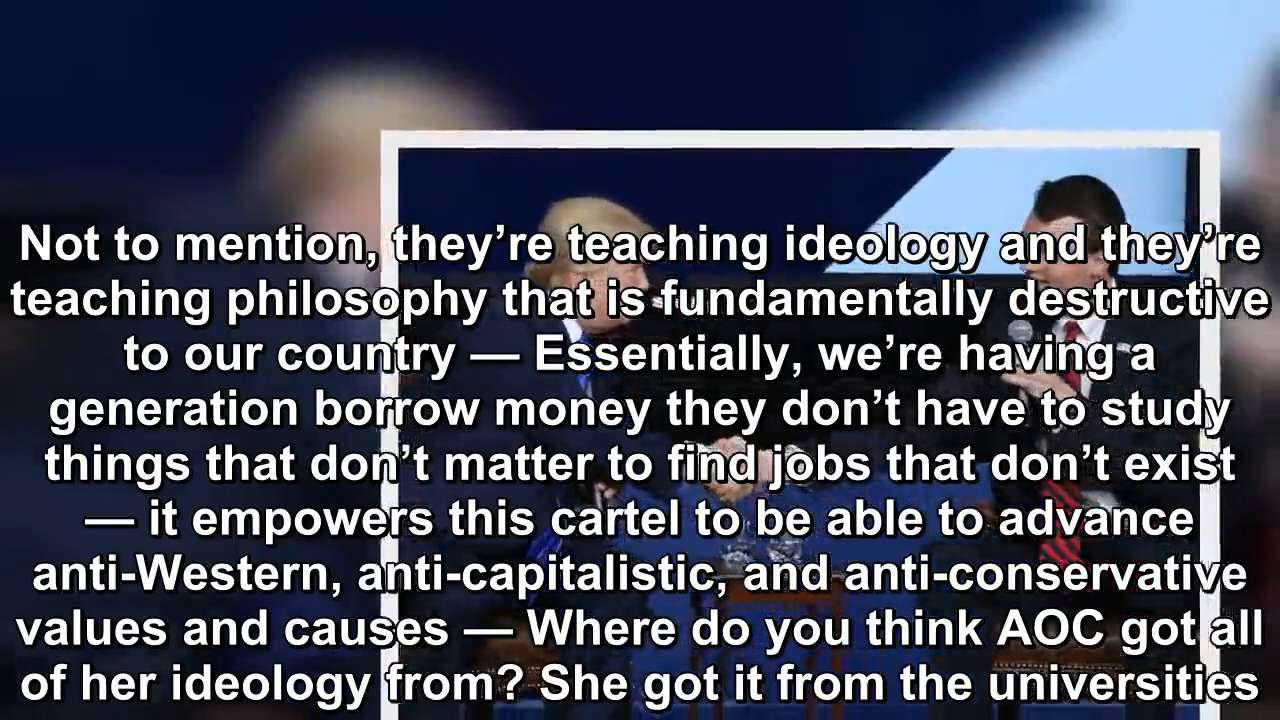 Not to mention, they’re teaching ideology and they’re
teaching philosophy that is fundamentally destructive
to our country — Essentially, we’re having a
generation borrow money they don’t have to study
things that don’t matter to find jobs that don’t exist
— it empowers this cartel to be able to advance
anti-Western, anti-capitalistic, and anti-conservative
values and causes — Where do you think AOC got all
of her ideology from? She got it from the universities